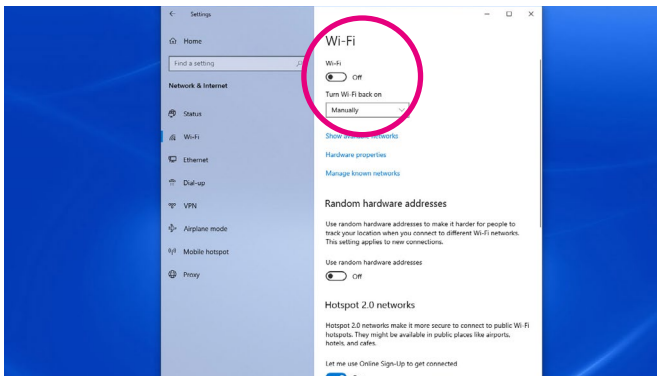 Settings
Home
Find a setting
Network & Internet
Status
Wi-Fi
Ethernet
Dial-up
VPN
Airplane mode
Mobile hotspot
Proxy
Wi-Fi
Wi-Fi
Off
Turn Wi-Fi back on
Manually
Show available networks
Hardware properties
Manage known networks
Random hardware addresses
Use random hardware addresses to make it harder for people to
track your location when you connect to different Wi-Fi networks.
This setting applies to new connections.
Use random hardware addresses
Off
Hotspot 2.0 networks
Hotspot 2.0 networks make it more secure to connect to public Wi-Fi
hotspots. They might be available in public places like airports,
hotels, and cafes.
Let me use Online Sign-Up to get connected